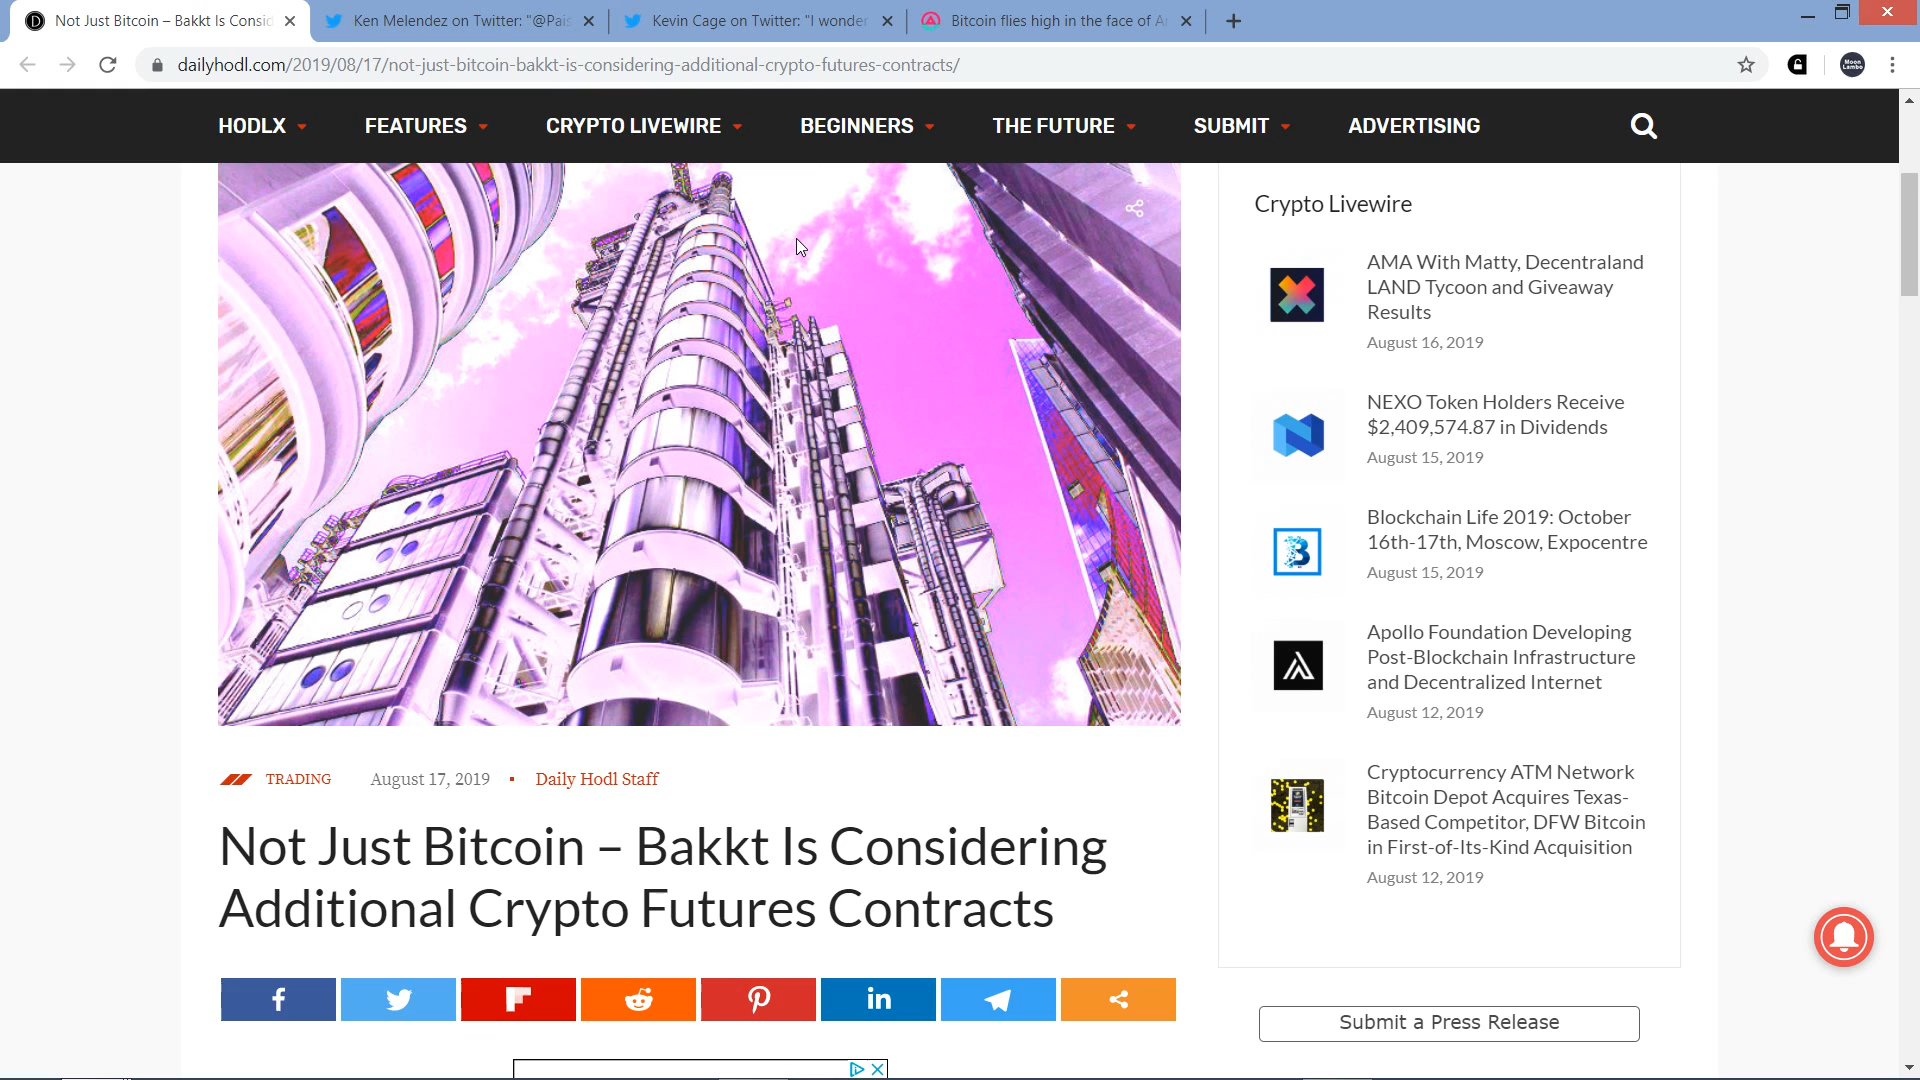 Not Just Bitcoin – Bakkt Is Consid
Ken Melendez on Twitter: "@Pais
Kevin Cage on Twitter: "I wonder
Bitcoin flies high in the face of Ar
dailyhodl.com/2019/08/17/not-just-bitcoin-bakkt-is-considering-additional-crypto-futures-contracts/
Moon
Lambo
HODLX
FEATURES
CRYPTO LIVEWIRE
BEGINNERS
THE FUTURE
SUBMIT
ADVERTISING
TRADING
August 17, 2019
Daily Hodl Staff
Not Just Bitcoin – Bakkt Is Considering
Additional Crypto Futures Contracts
Crypto Livewire
AMA With Matty, Decentraland
LAND Tycoon and Giveaway
Results
August 16, 2019
NEXO Token Holders Receive
$2,409,574.87 in Dividends
August 15, 2019
Blockchain Life 2019: October
16th-17th, Moscow, Expocentre
August 15, 2019
Apollo Foundation Developing
Post-Blockchain Infrastructure
and Decentralized Internet
August 12, 2019
Cryptocurrency ATM Network
Bitcoin Depot Acquires Texas-
Based Competitor, DFW Bitcoin
in First-of-Its-Kind Acquisition
August 12, 2019
Submit a Press Release